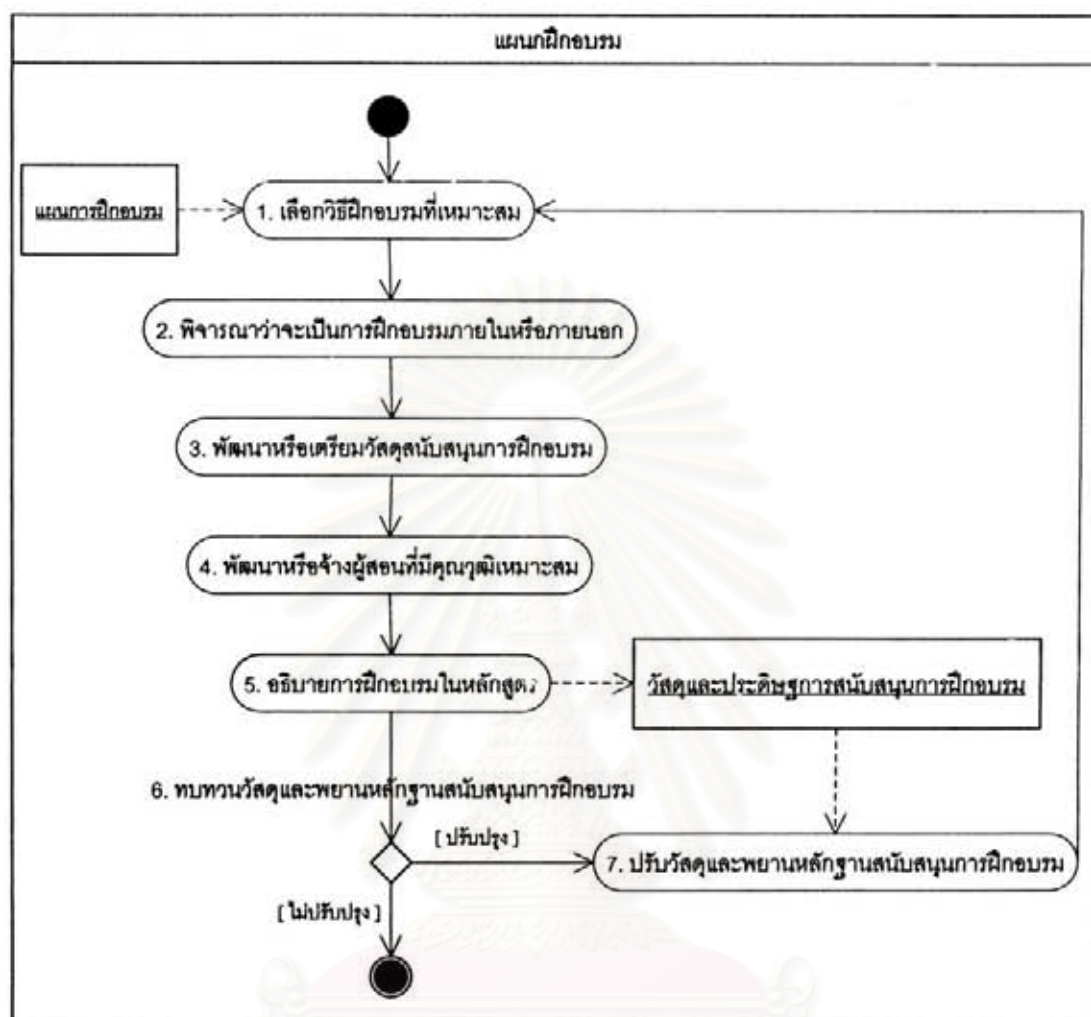 แผนกฝึกอบรม
แผนการฝึกอบรม
1. เลือกวิธีฝึกอบรมที่เหมาะสม
2. พิจารณาว่าจะเป็นการฝึกอบรมภายในหรือภายนอก
3. พัฒนาหรือเตรียมวัสดุสนับสนุนการฝึกอบรม
4. พัฒนาหรือจ้างผู้สอนที่มีคุณวุฒิเหมาะสม
5. อธิบายการฝึกอบรมในหลักสูตร
วัสดุและประดิษฐการสนับสนุนการฝึกอบรม
6. ทบทวนวัสดุและพยานหลักฐานสนับสนุนการฝึกอบรม
[ ปรับปรุง ]
7. ปรับวัสดุและพยานหลักฐานสนับสนุนการฝึกอบรม
[ ไม่ปรับปรุง ]